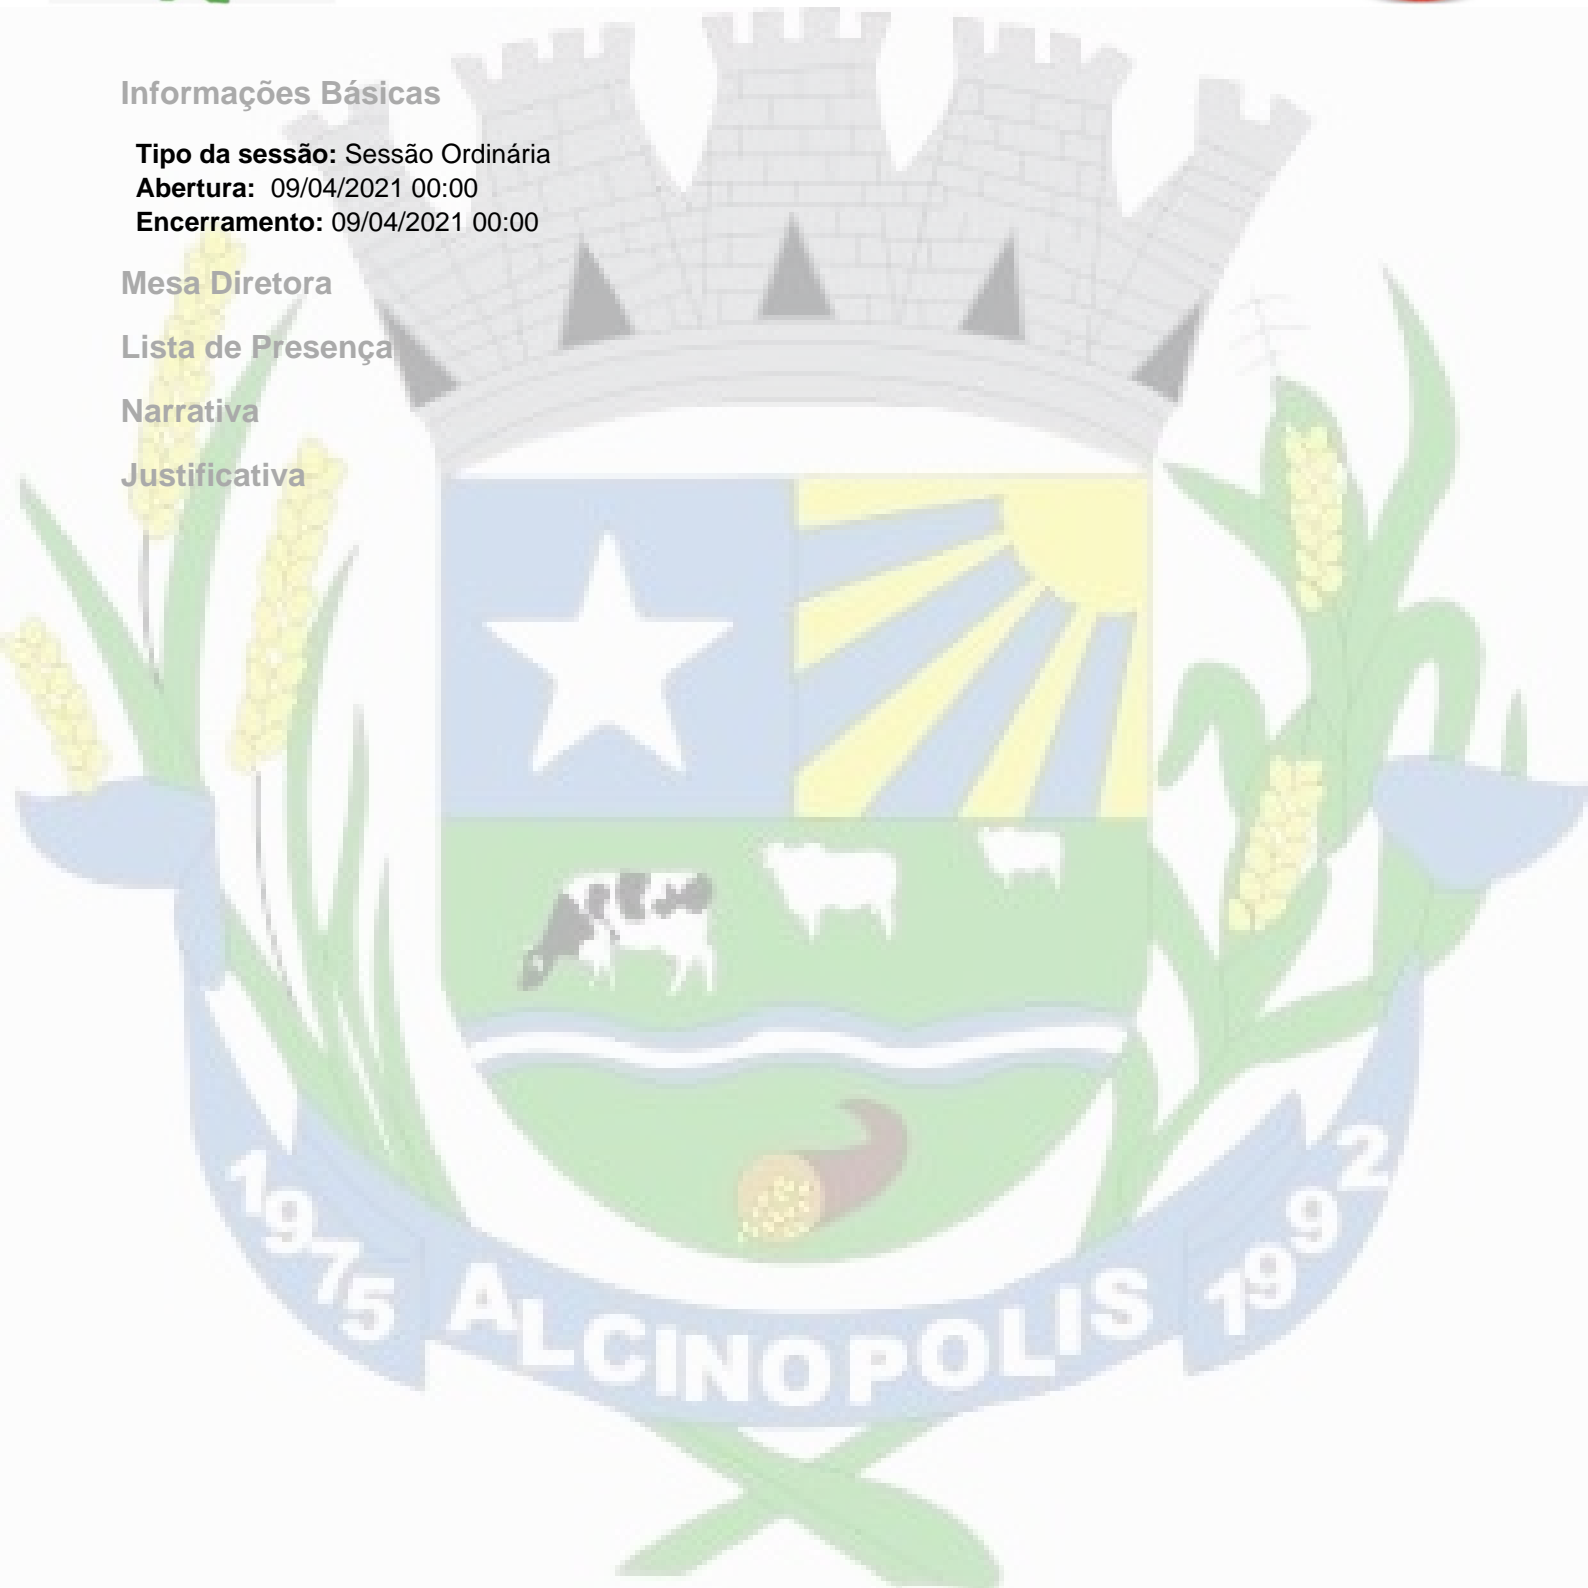 Informações Básicas
Tipo da sessão: Sessão Ordinária
Abertura: 09/04/2021 00:00
Encerramento: 09/04/2021 00:00
Mesa Diretora
Lista de Presença
Narrativa
Justificativa
1975 ALCINOPOLIS 1992